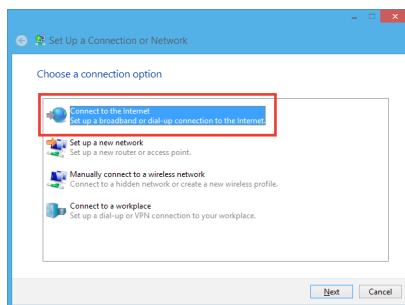 Set Up a Connection or Network
Choose a connection option
Connect to the Internet
Set up a broadband or dial-up connection to the Internet.
Set up a new network
Set up a new router or access point.
Manually connect to a wireless network
Connect to a hidden network or create a new wireless profile.
Connect to a workplace
Set up a dial-up or VPN connection to your workplace.
Next Cancel